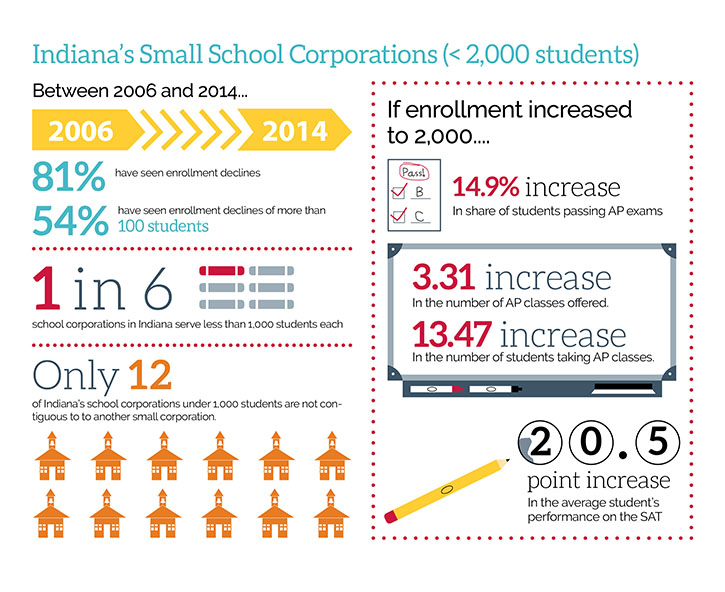 Indiana's Small School Corporations (< 2,000 students)
Between 2006 and 2014...
2006
2014
81% have seen enrollment declines
54% have seen enrollment declines of more than
100 students
1 in 6
school corporations in Indiana serve less than 1,000 students each
Only 12
of Indiana's school corporations under 1,000 students are not con-
tiguous to to another small corporation.
If enrollment increased
to 2,000....
Pass!
B
C
14.9% increase
In share of students passing AP exams
3.31 increase
In the number of AP classes offered.
13.47 increase
In the number of students taking AP classes.
20.5
point increase
In the average student's
performance on the SAT